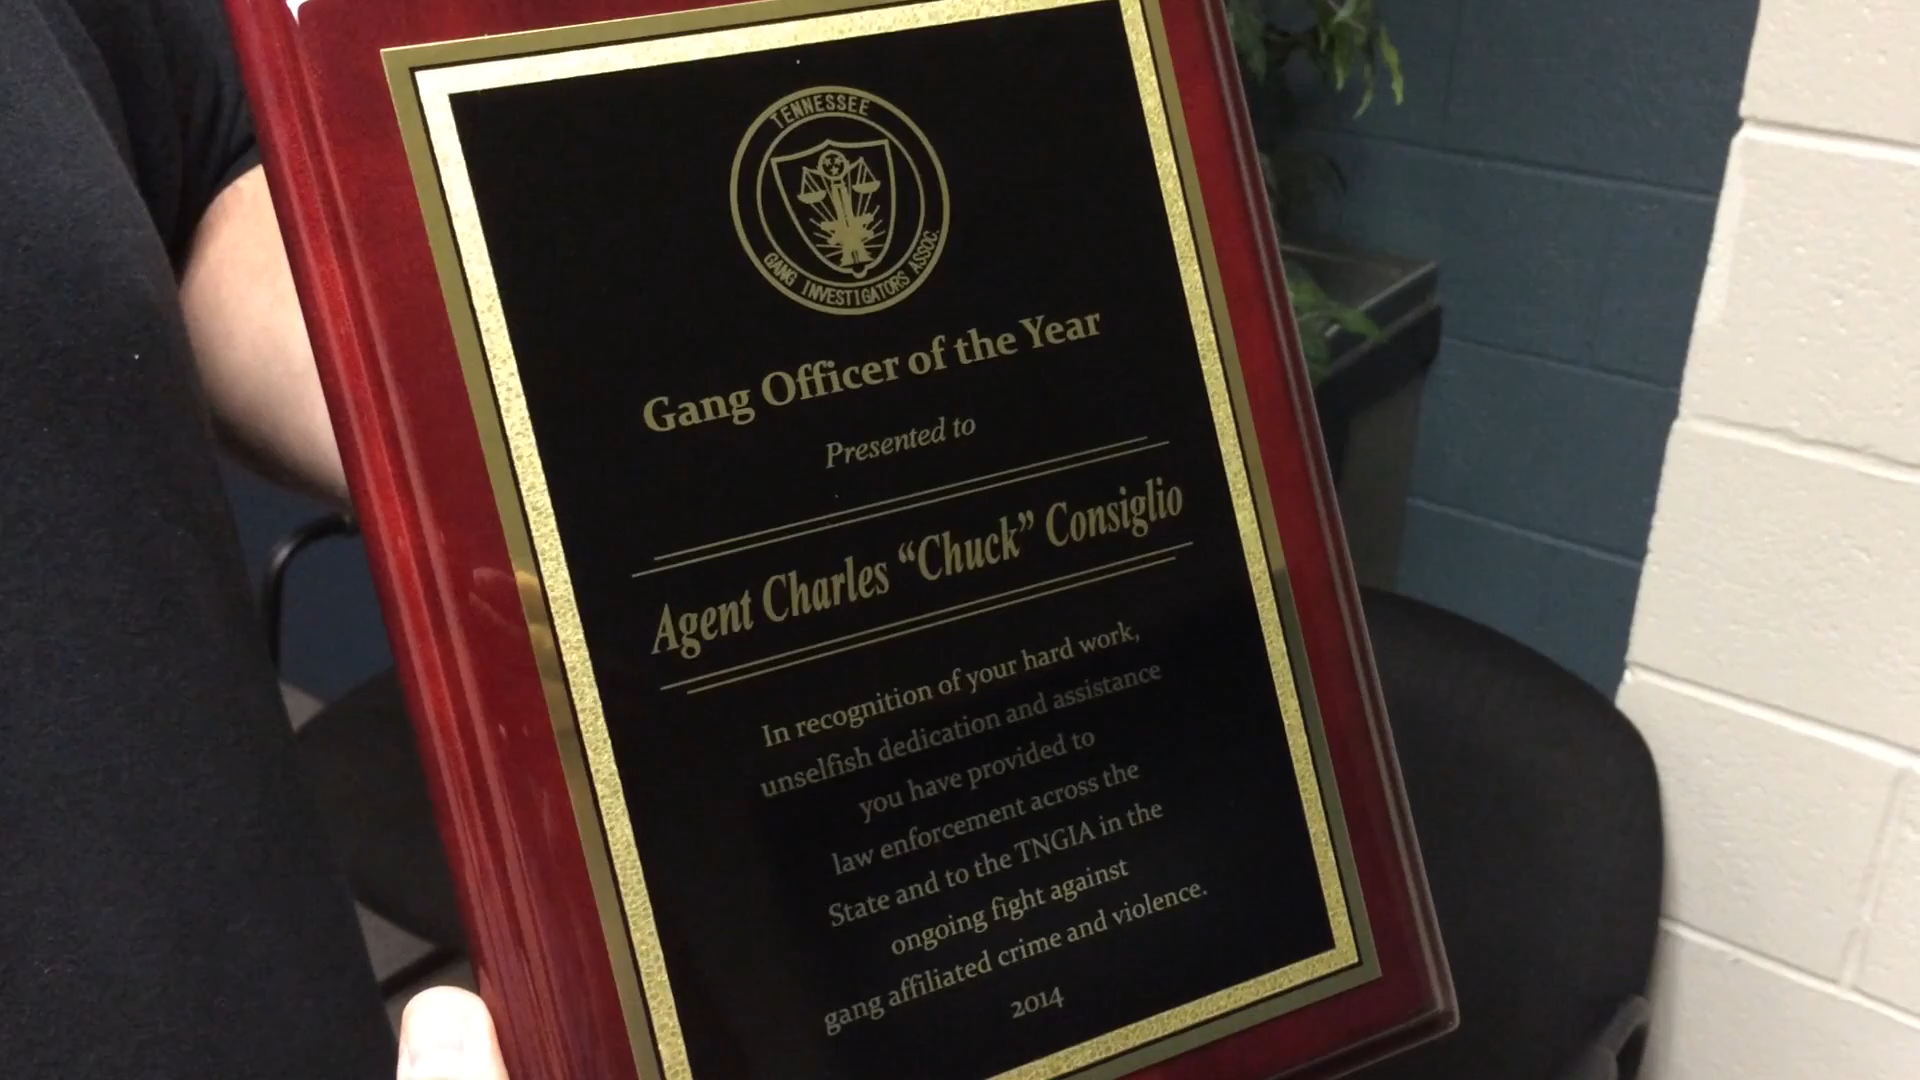 TENNESSEE
GANG INVESTIGATORS ASSOC.
Gang Officer of the Year
Presented to
Agent Charles “Chuck” Consiglio
In recognition of your hard work,
unselfish dedication and assistance
you have provided to
law enforcement across the
State and to the TNGIA in the
ongoing fight against
gang affiliated crime and violence.
2014